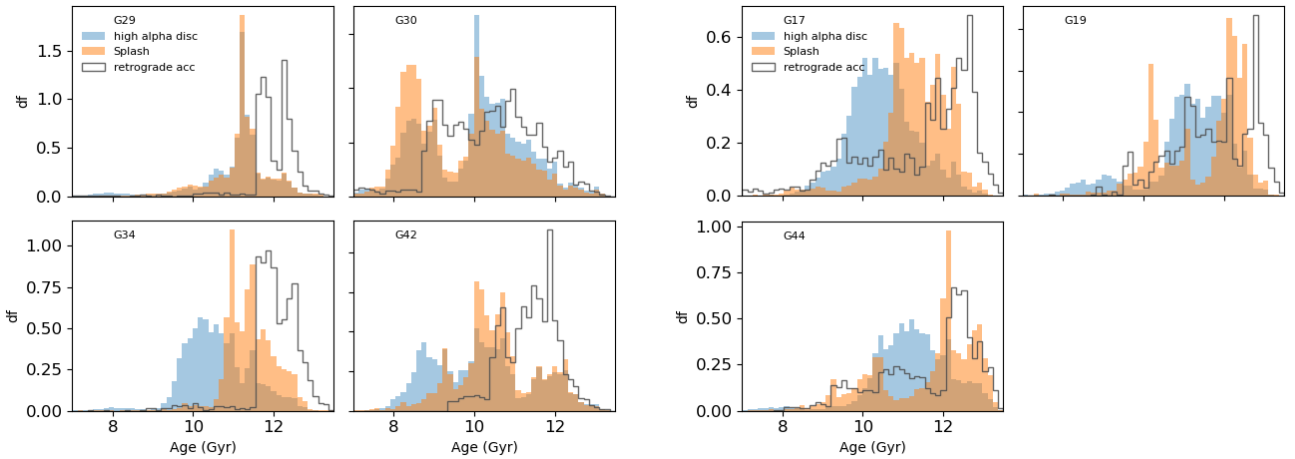 G29
high alpha disc
Splash
retrograde acc
1.5
1.0
0.5
0.0
df
G30
G17
high alpha disc
Splash
retrograde acc
0.6
0.4
0.2
0.0
df
G19
G34
1.00
0.75
0.50
0.25
0.00
df
8 10 12
Age (Gyr)
G42
8 10 12
Age (Gyr)
G44
1.00
0.75
0.50
0.25
0.00
df
8 10 12
Age (Gyr)